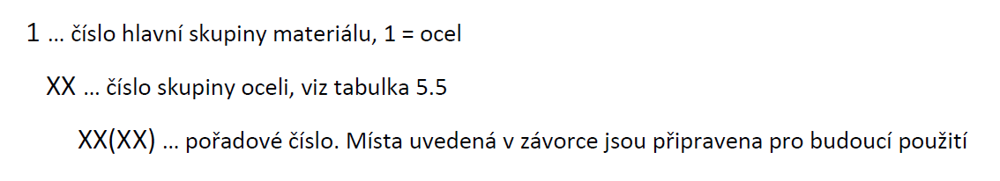 1 … číslo hlavní skupiny materiálu, 1 = ocel
XX … číslo skupiny oceli, viz tabulka 5.5
XX(XX) … pořadové číslo. Místa uvedená v závorce jsou připravena pro budoucí použití